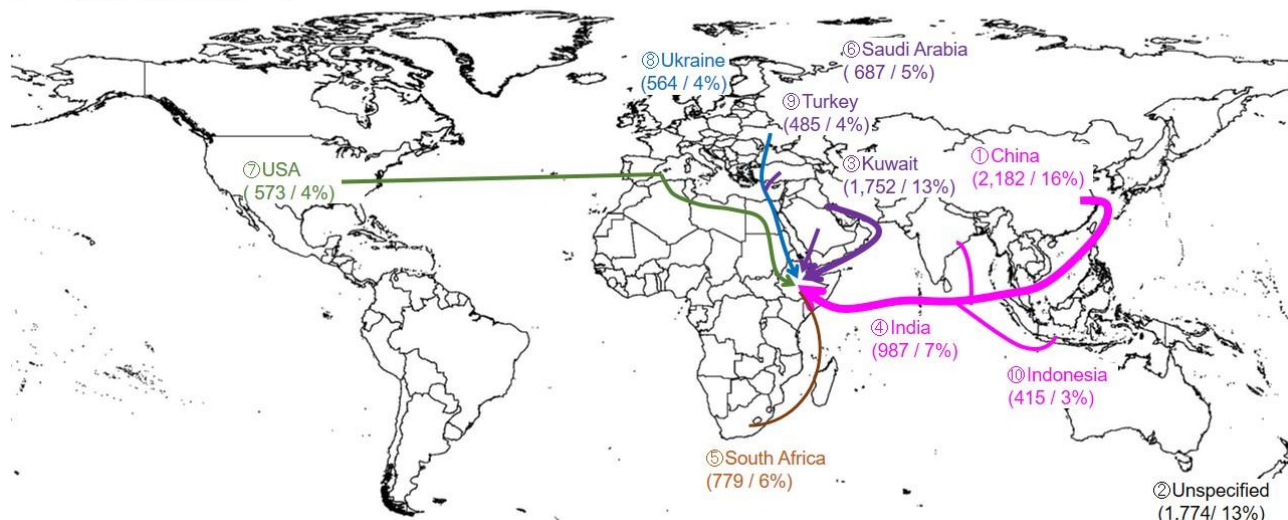 ⑧Ukraine
(564 / 4%)
⑥Saudi Arabia
( 687 / 5%)
⑨Turkey
(485 / 4%)
⑦USA
( 573 / 4%)
③Kuwait
(1,752 / 13%)
①China
(2,182 / 16%)
④India
(987 / 7%)
⑩Indonesia
(415 / 3%)
⑤South Africa
(779 / 6%)
②Unspecified
(1,774/ 13%)